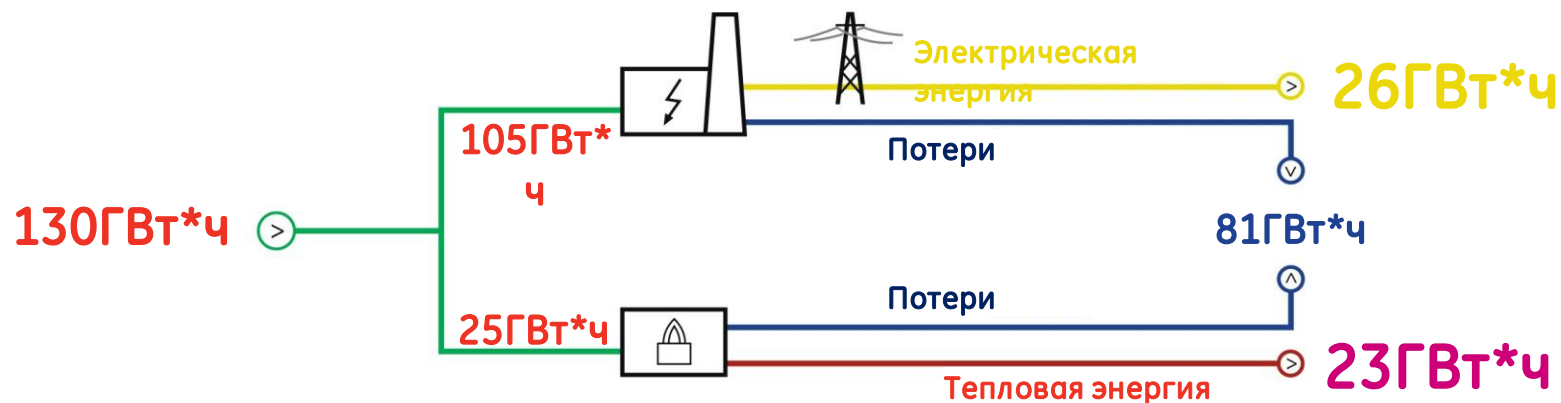 Электрическая
энергия
26ГВт*ч
105ГВт*
ч
Потери
130ГВт*ч
81ГВт*ч
Потери
25ГВт*ч
23ГВт*ч
Тепловая энергия